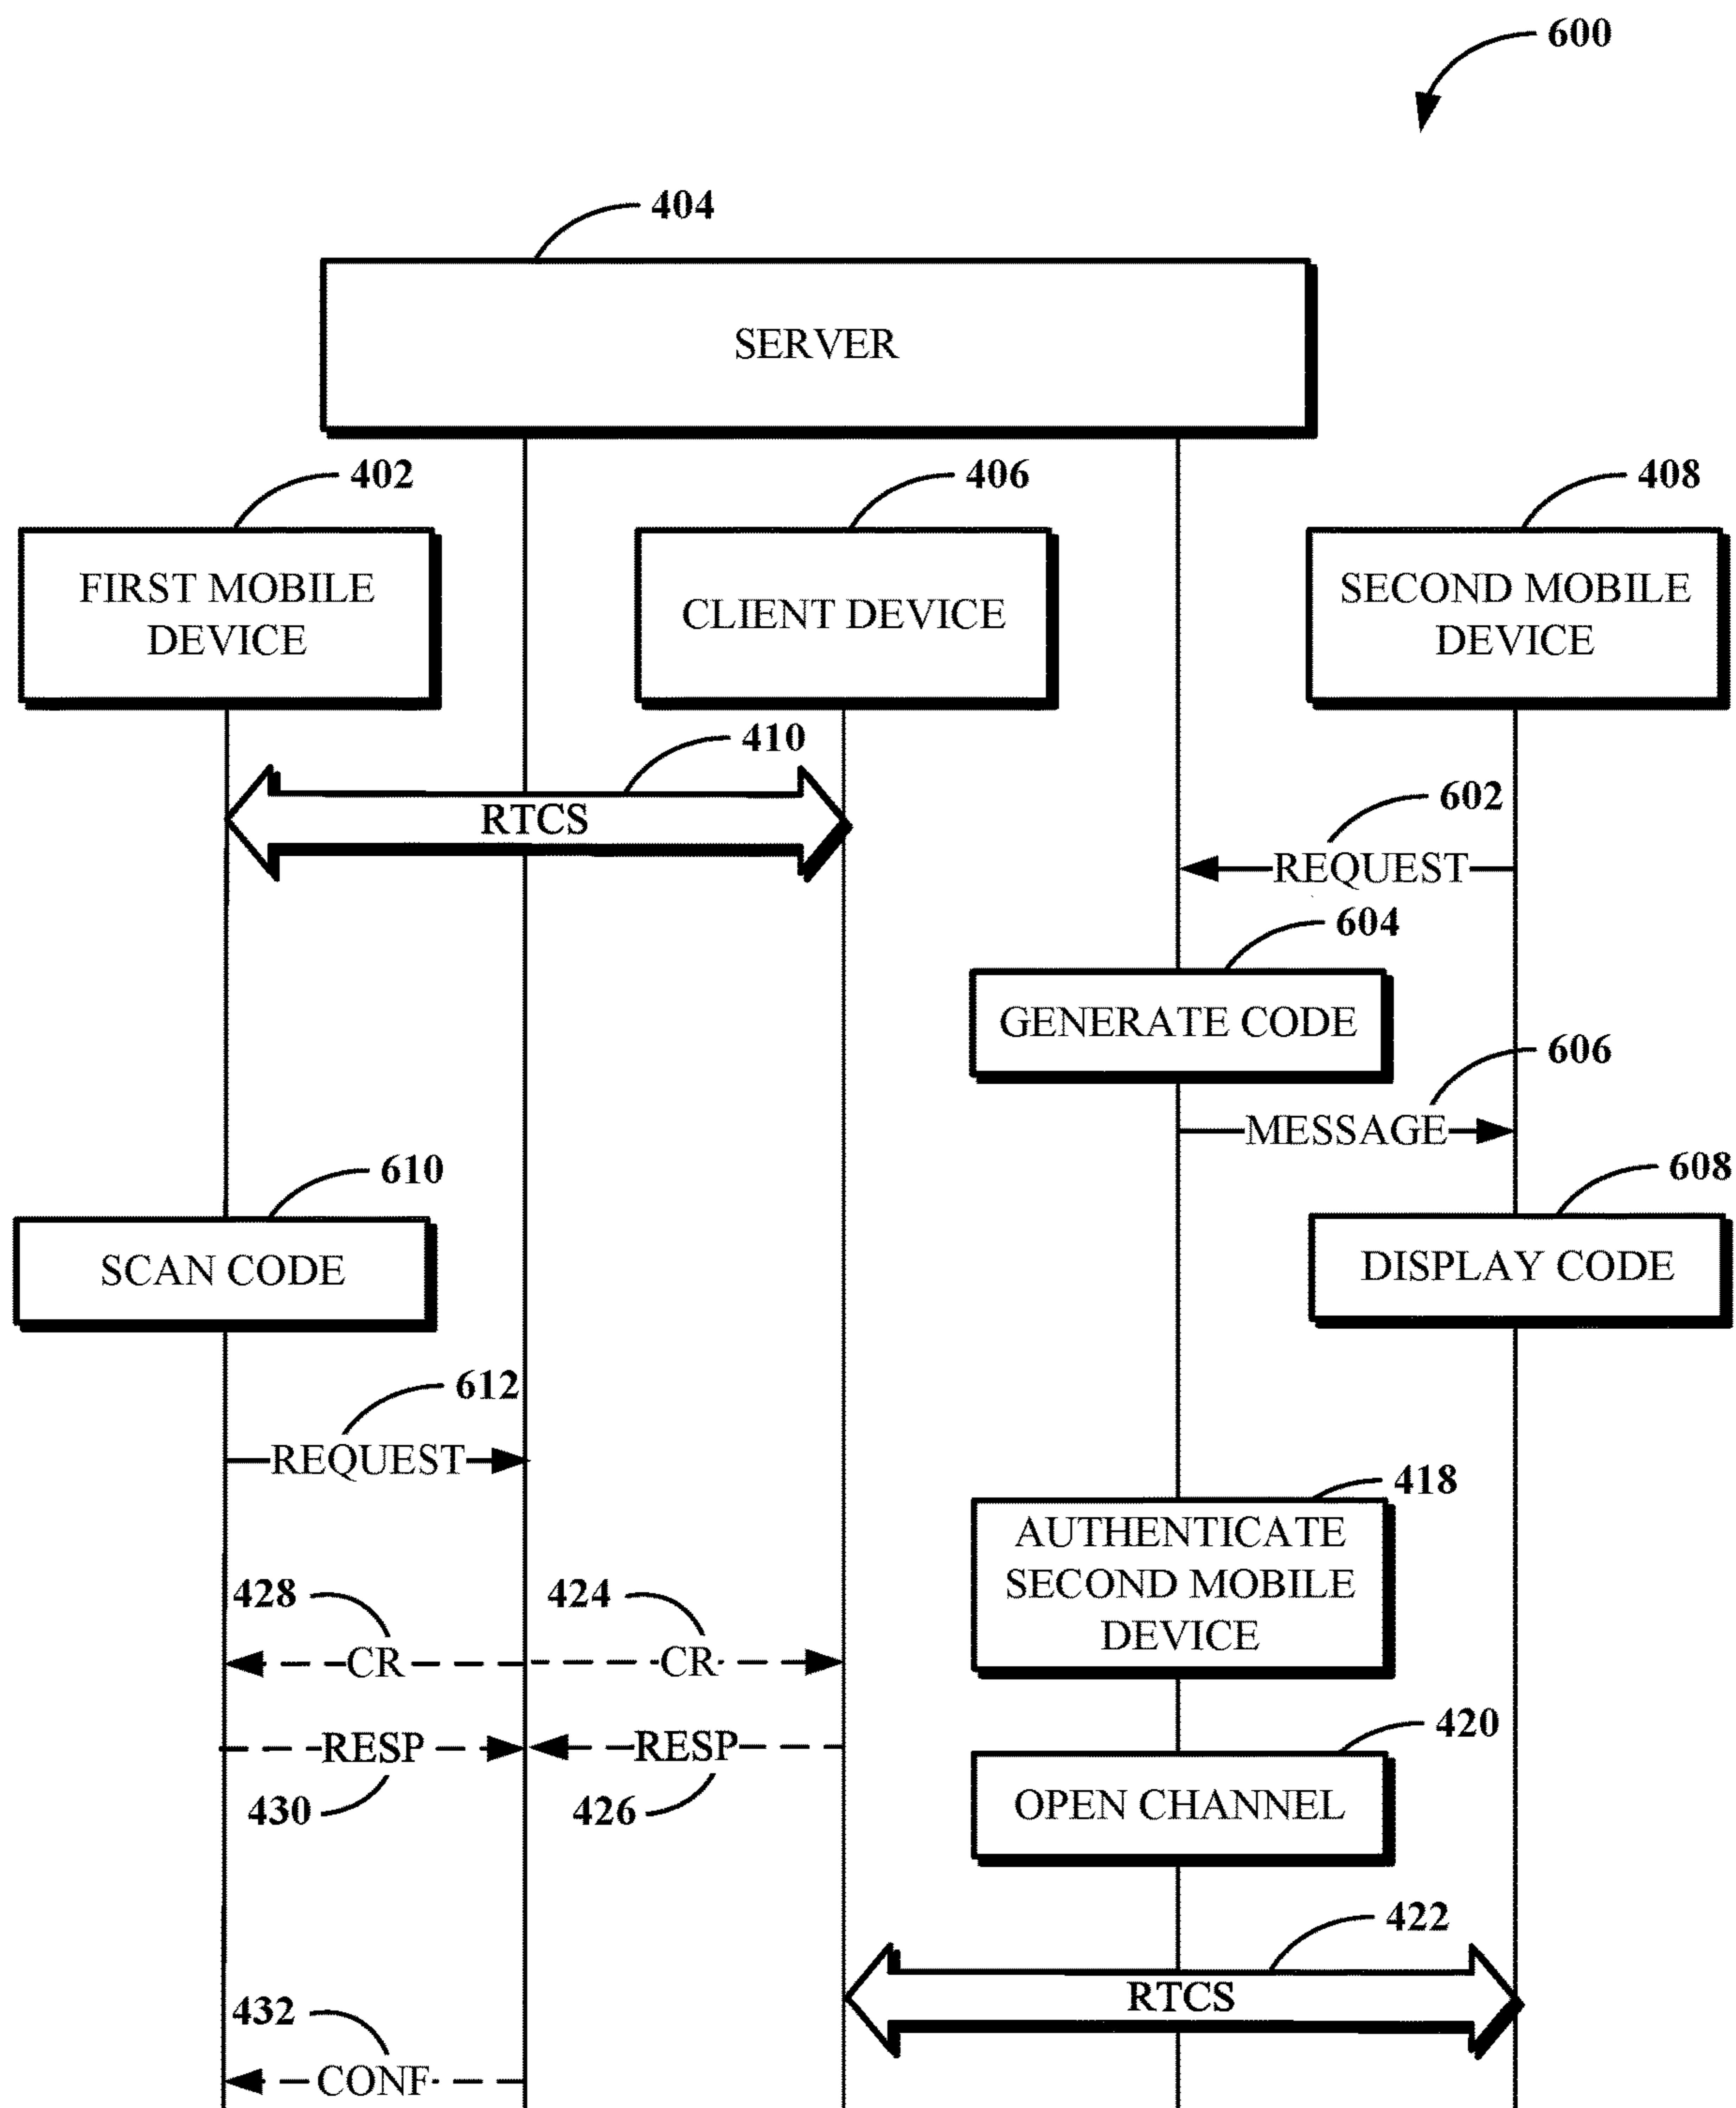 600
404
SERVER
402
406
408
FIRST MOBILE
DEVICE
CLIENT DEVICE
SECOND MOBILE
DEVICE
410
RTCS
602
REQUEST
604
GENERATE CODE
606
MESSAGE
610
608
SCAN CODE
DISPLAY CODE
612
REQUEST
418
AUTHENTICATE
SECOND MOBILE
DEVICE
428
424
CR
CR
RESP
RESP
430
426
420
OPEN CHANNEL
422
RTCS
432
CONF